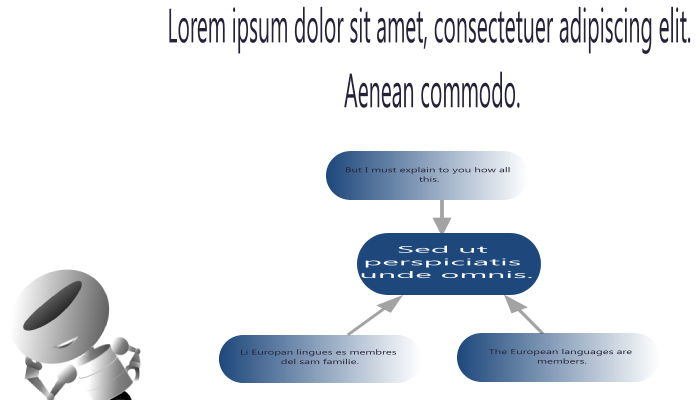 Lorem ipsum dolor sit amet, consectetuer adipiscing elit.
Aenean commodo.
But I must explain to you how all
this.
Sed ut
perspiciatis
unde omnis.
Li Europan lingues es membres
del sam familie.
The European languages are
members.